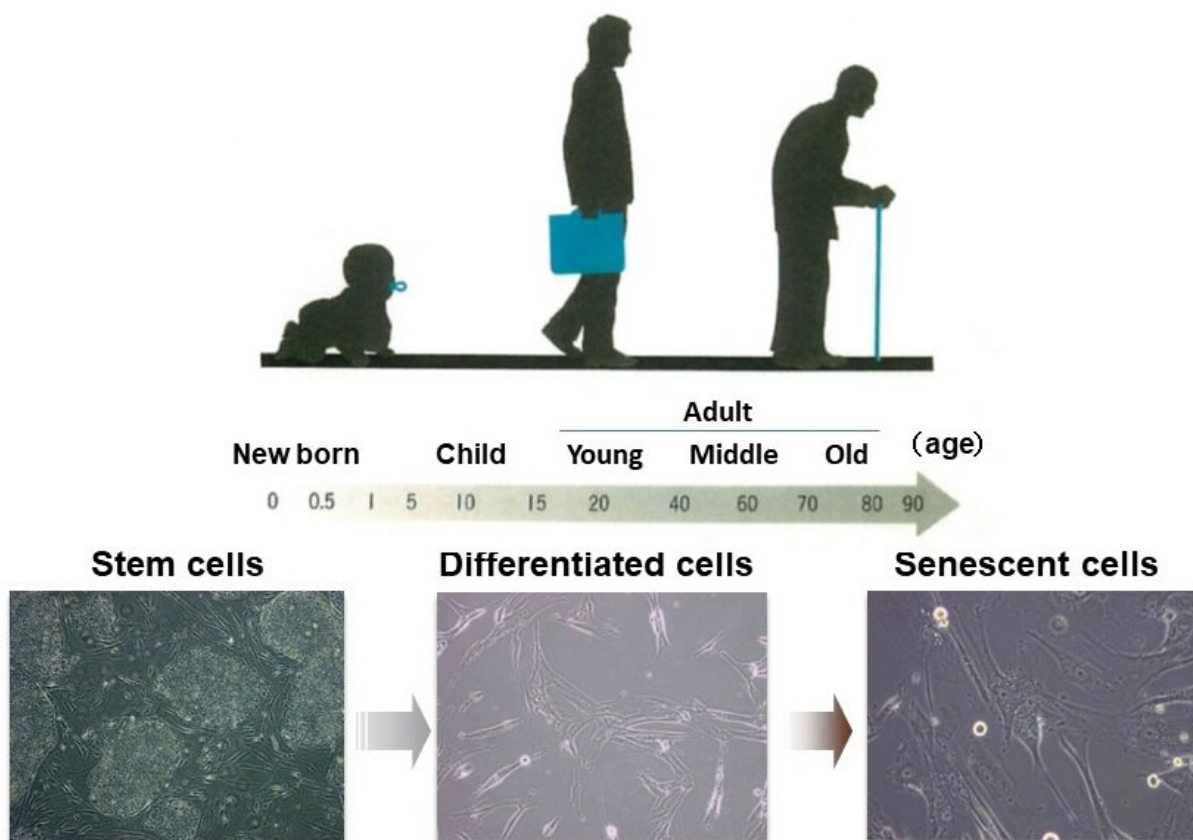 Adult
New born Child Young Middle Old (age)
0 0.5 1 5 10 15 20 40 60 70 80 90
Stem cells Differentiated cells Senescent cells